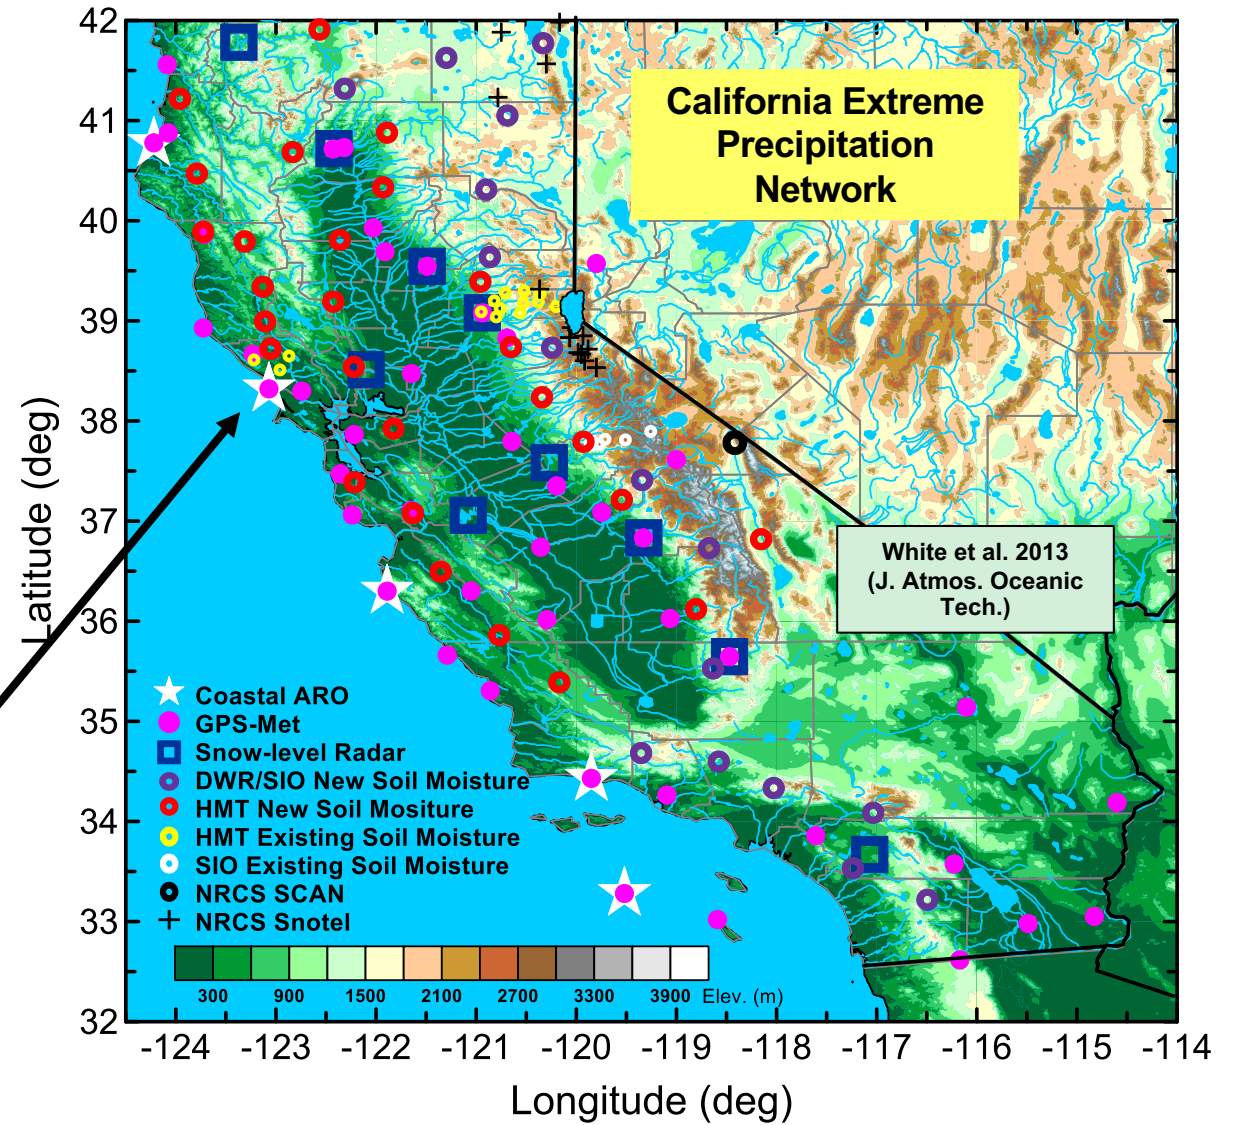 42
41
40
39
38
37
36
35
34
33
32
Latitude (deg)
California Extreme
Precipitation
Network
White et al. 2013
(J. Atmos. Oceanic
Tech.)
Coastal ARO
GPS-Met
Snow-level Radar
DWR/SIO New Soil Moisture
HMT New Soil Mositure
HMT Existing Soil Moisture
SIO Existing Soil Moisture
NRCS SCAN
NRCS Snotel
300 900 1500 2100 2700 3300 3900 Elev. (m)
-124 -123 -122 -121 -120 -119 -118 -117 -116 -115 -114
Longitude (deg)